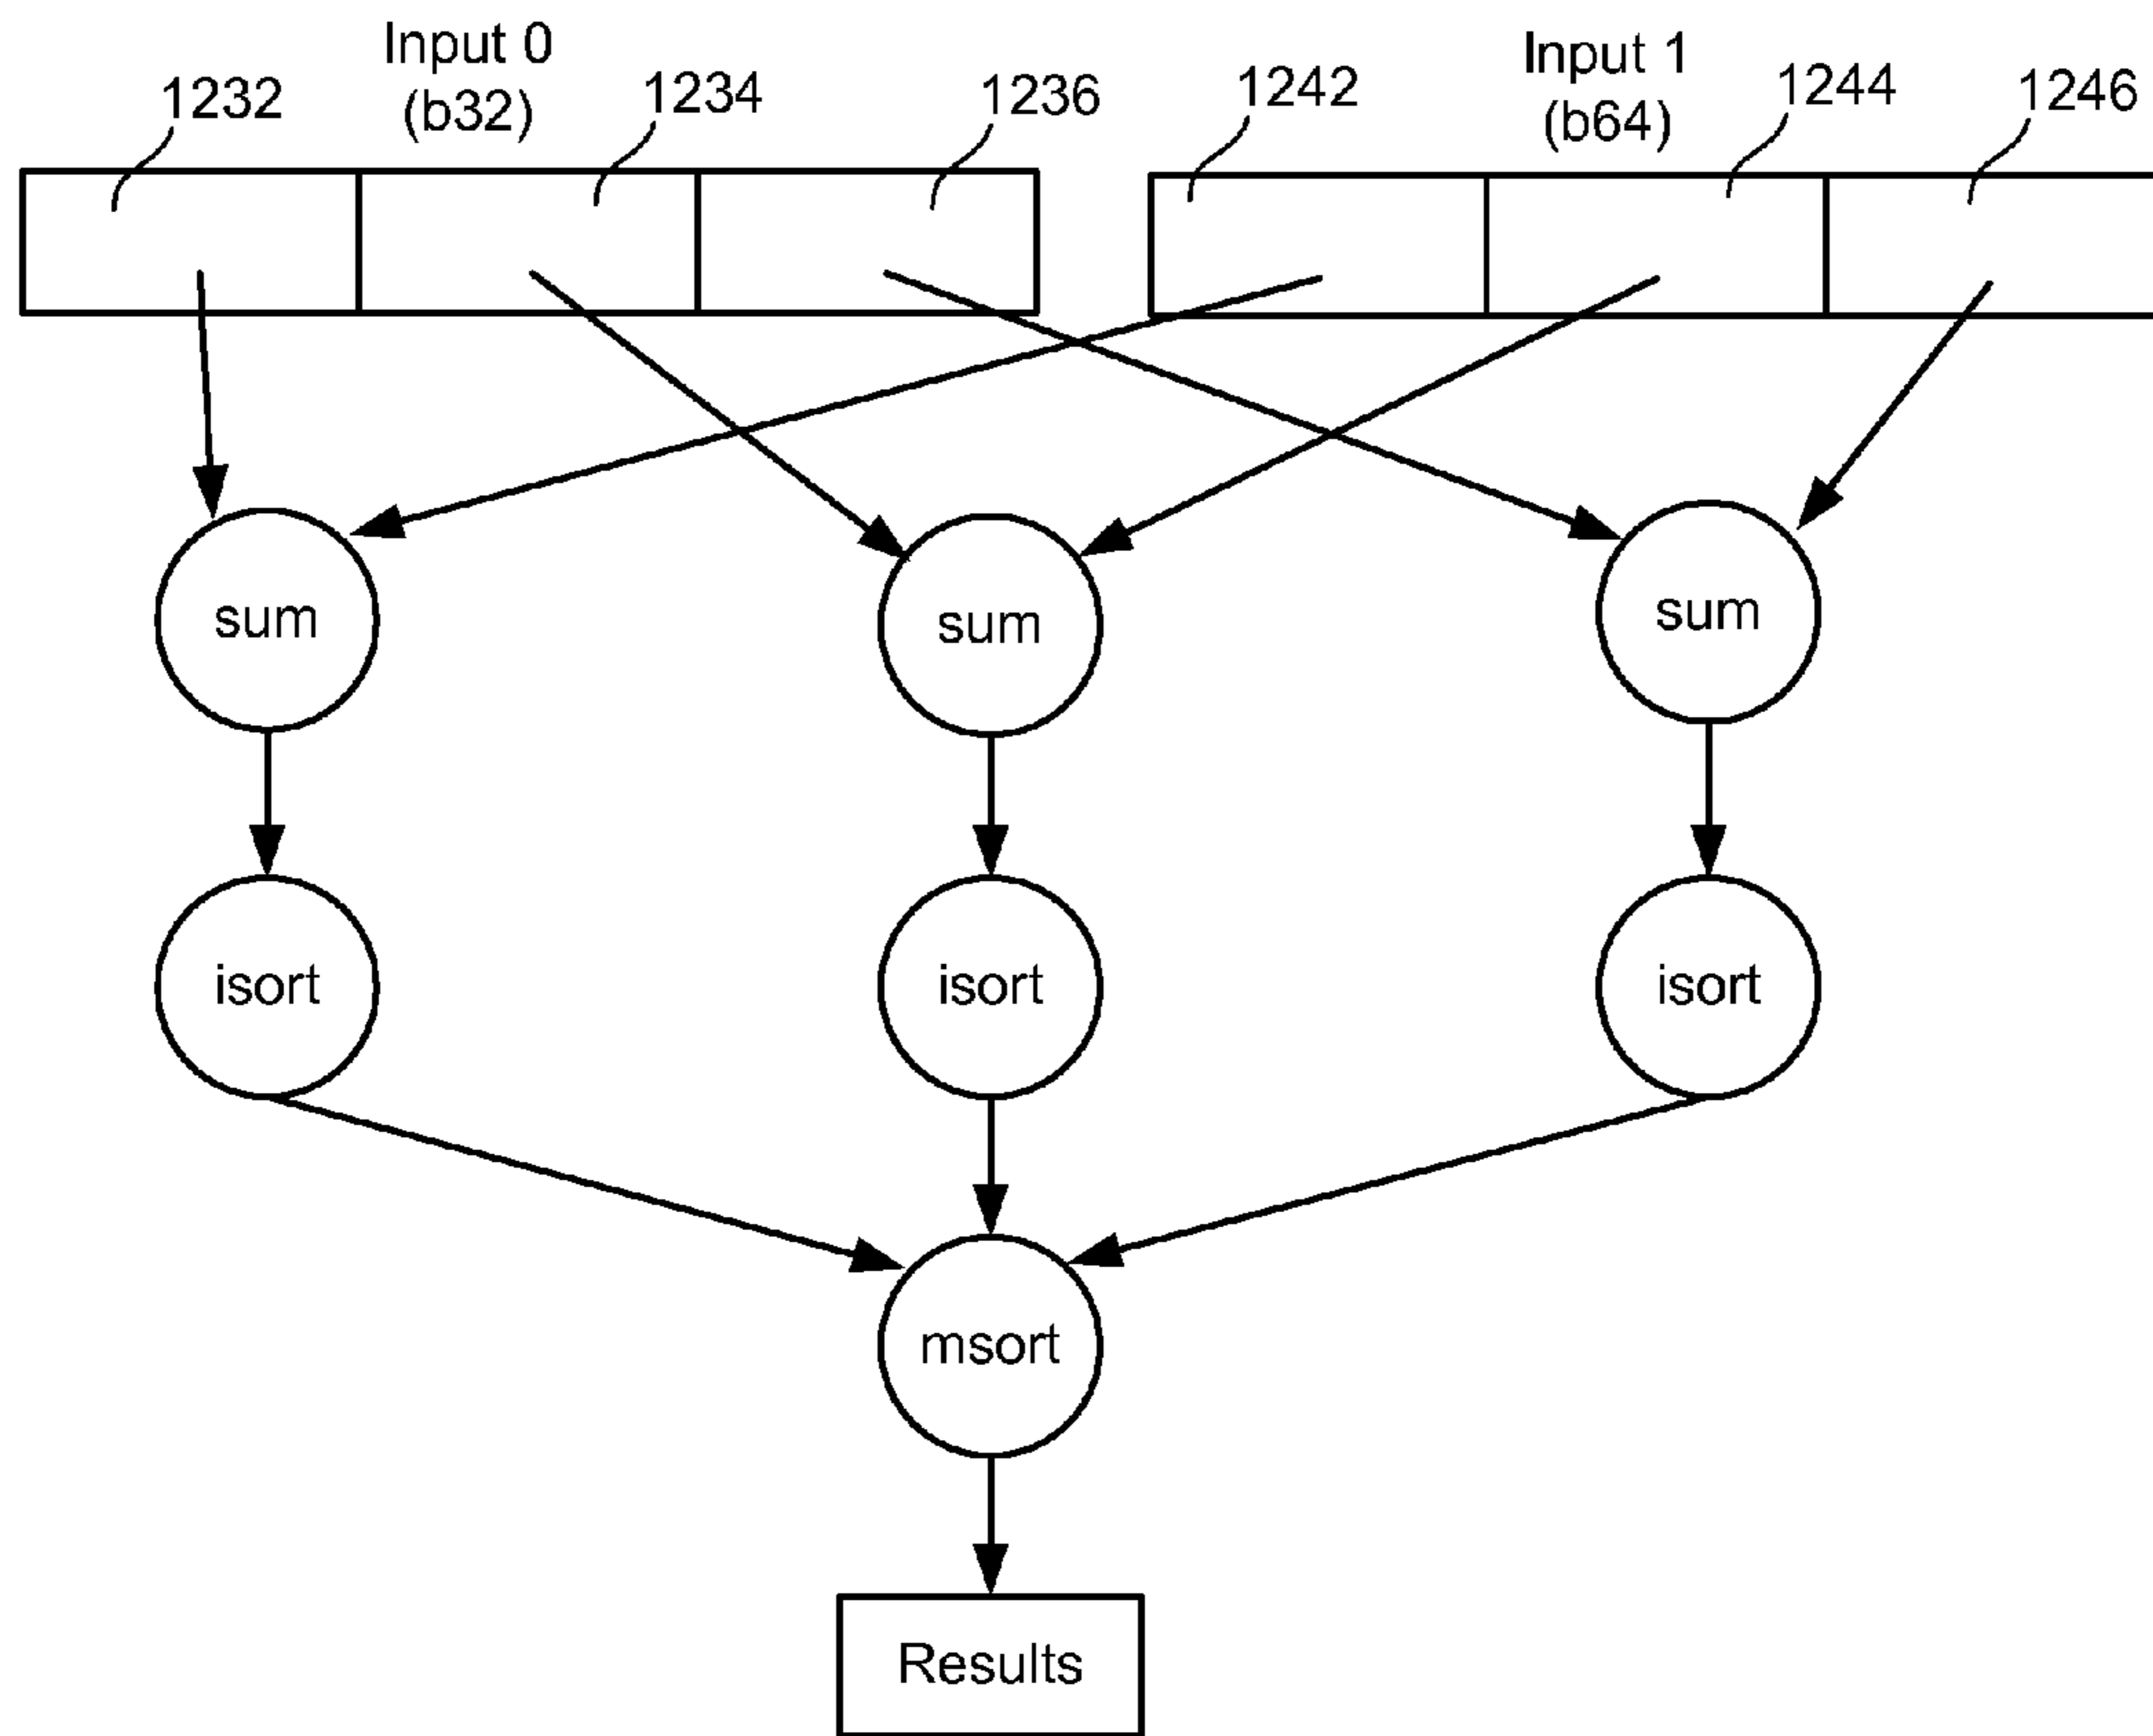 Input 0
(b32)
1232
1234
1236
Input 1
(b64)
1242
1244
1246
sum
sum
sum
isort
isort
isort
msort
Results